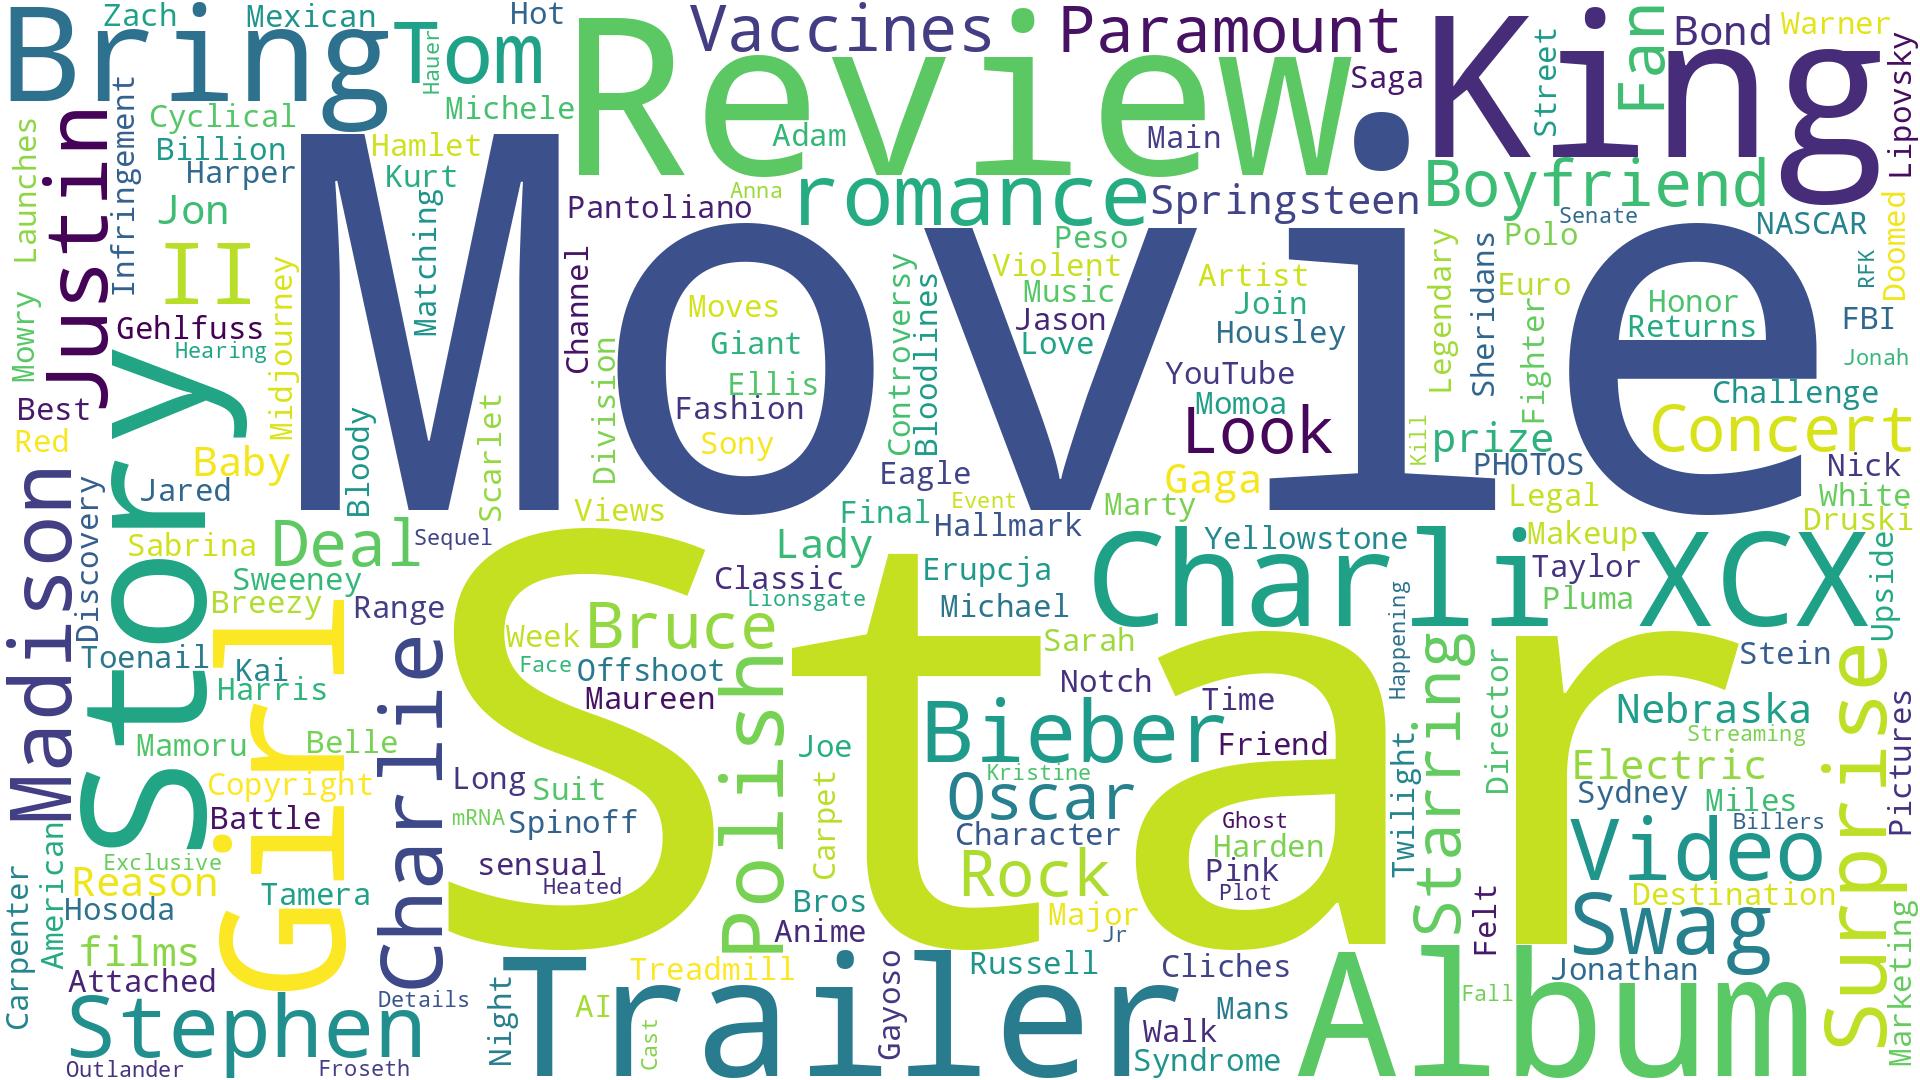 Bring
Zach
Mexican
Hot
Tom
Hauer
Review
Vaccines
Paramount
King
Saga
Street
Fan
Bond
Warner
Lipovsky
Justin
Launches
Infringement
Cyclical
Billion
Harper
Hamlet
Kurt
Michele
Adam
Main
Anna
Pantoliano
romance
Springsteen
Boyfriend
Senate
NASCAR
Doomed
RFK
Jon
II
Movie
Matching
Channel
Peso
Violent
Music
Jason
Love
Artist
Join
Housley
Legendary
Sheridans
Polo
Euro
Honor
Returns
FBI
Jonah
Mowry
Gehlfuss
Hearing
Midjourney
Moves
Giant
Ellis
Fashion
Sony
Controversy
Bloodlines
YouTube
Momoa
Look
Fighter
Challenge
Concert
Best
Red
Story
Baby
Jared
Bloody
Scarlet
Division
Views
Eagle
Event
Gaga
Kill
prize
PHOTOS
Legal
Nick
White
Druski
Madison
Discovery
Sabrina
Deal
Sequel
Final
Hallmark
Marty
Lady
Classic
Lionsgate
Erupcja
Michael
Charli
Yellowstone
Makeup
Taylor
Pluma
XCX
Upside
Sweeney
Breezy
Range
Star
Week
Bruce
Face
Offshoot
Maureen
Sarah
Happening
Toenail
Kai
Harris
Girl
Charlie
Polish
Notch
Time
Starring
Stein
Mamoru
Belle
Joe
Bieber
Friend
Twilight
Director
Nebraska
Streaming
Surprise
Pictures
Copyright
Battle
Long
Suit
mRNA
Spinoff
Carpet
Kristine
Oscar
Character
Ghost
Harden
Electric
Sydney
Miles
Billers
Video
American
Exclusive
Reason
Hosoda
Tamera
sensual
Heated
Rock
Pink
Plot
Felt
Destination
Swag
Carpenter
films
Attached
Bros
Anime
Major
Jr
Jonathan
Marketing
Stephen
Details
Night
Trailer
Treadmill
AI
Cast
Gayoso
Russell
Cliches
Mans
Walk
Syndrome
Album
Fall
Outlander
Froseth